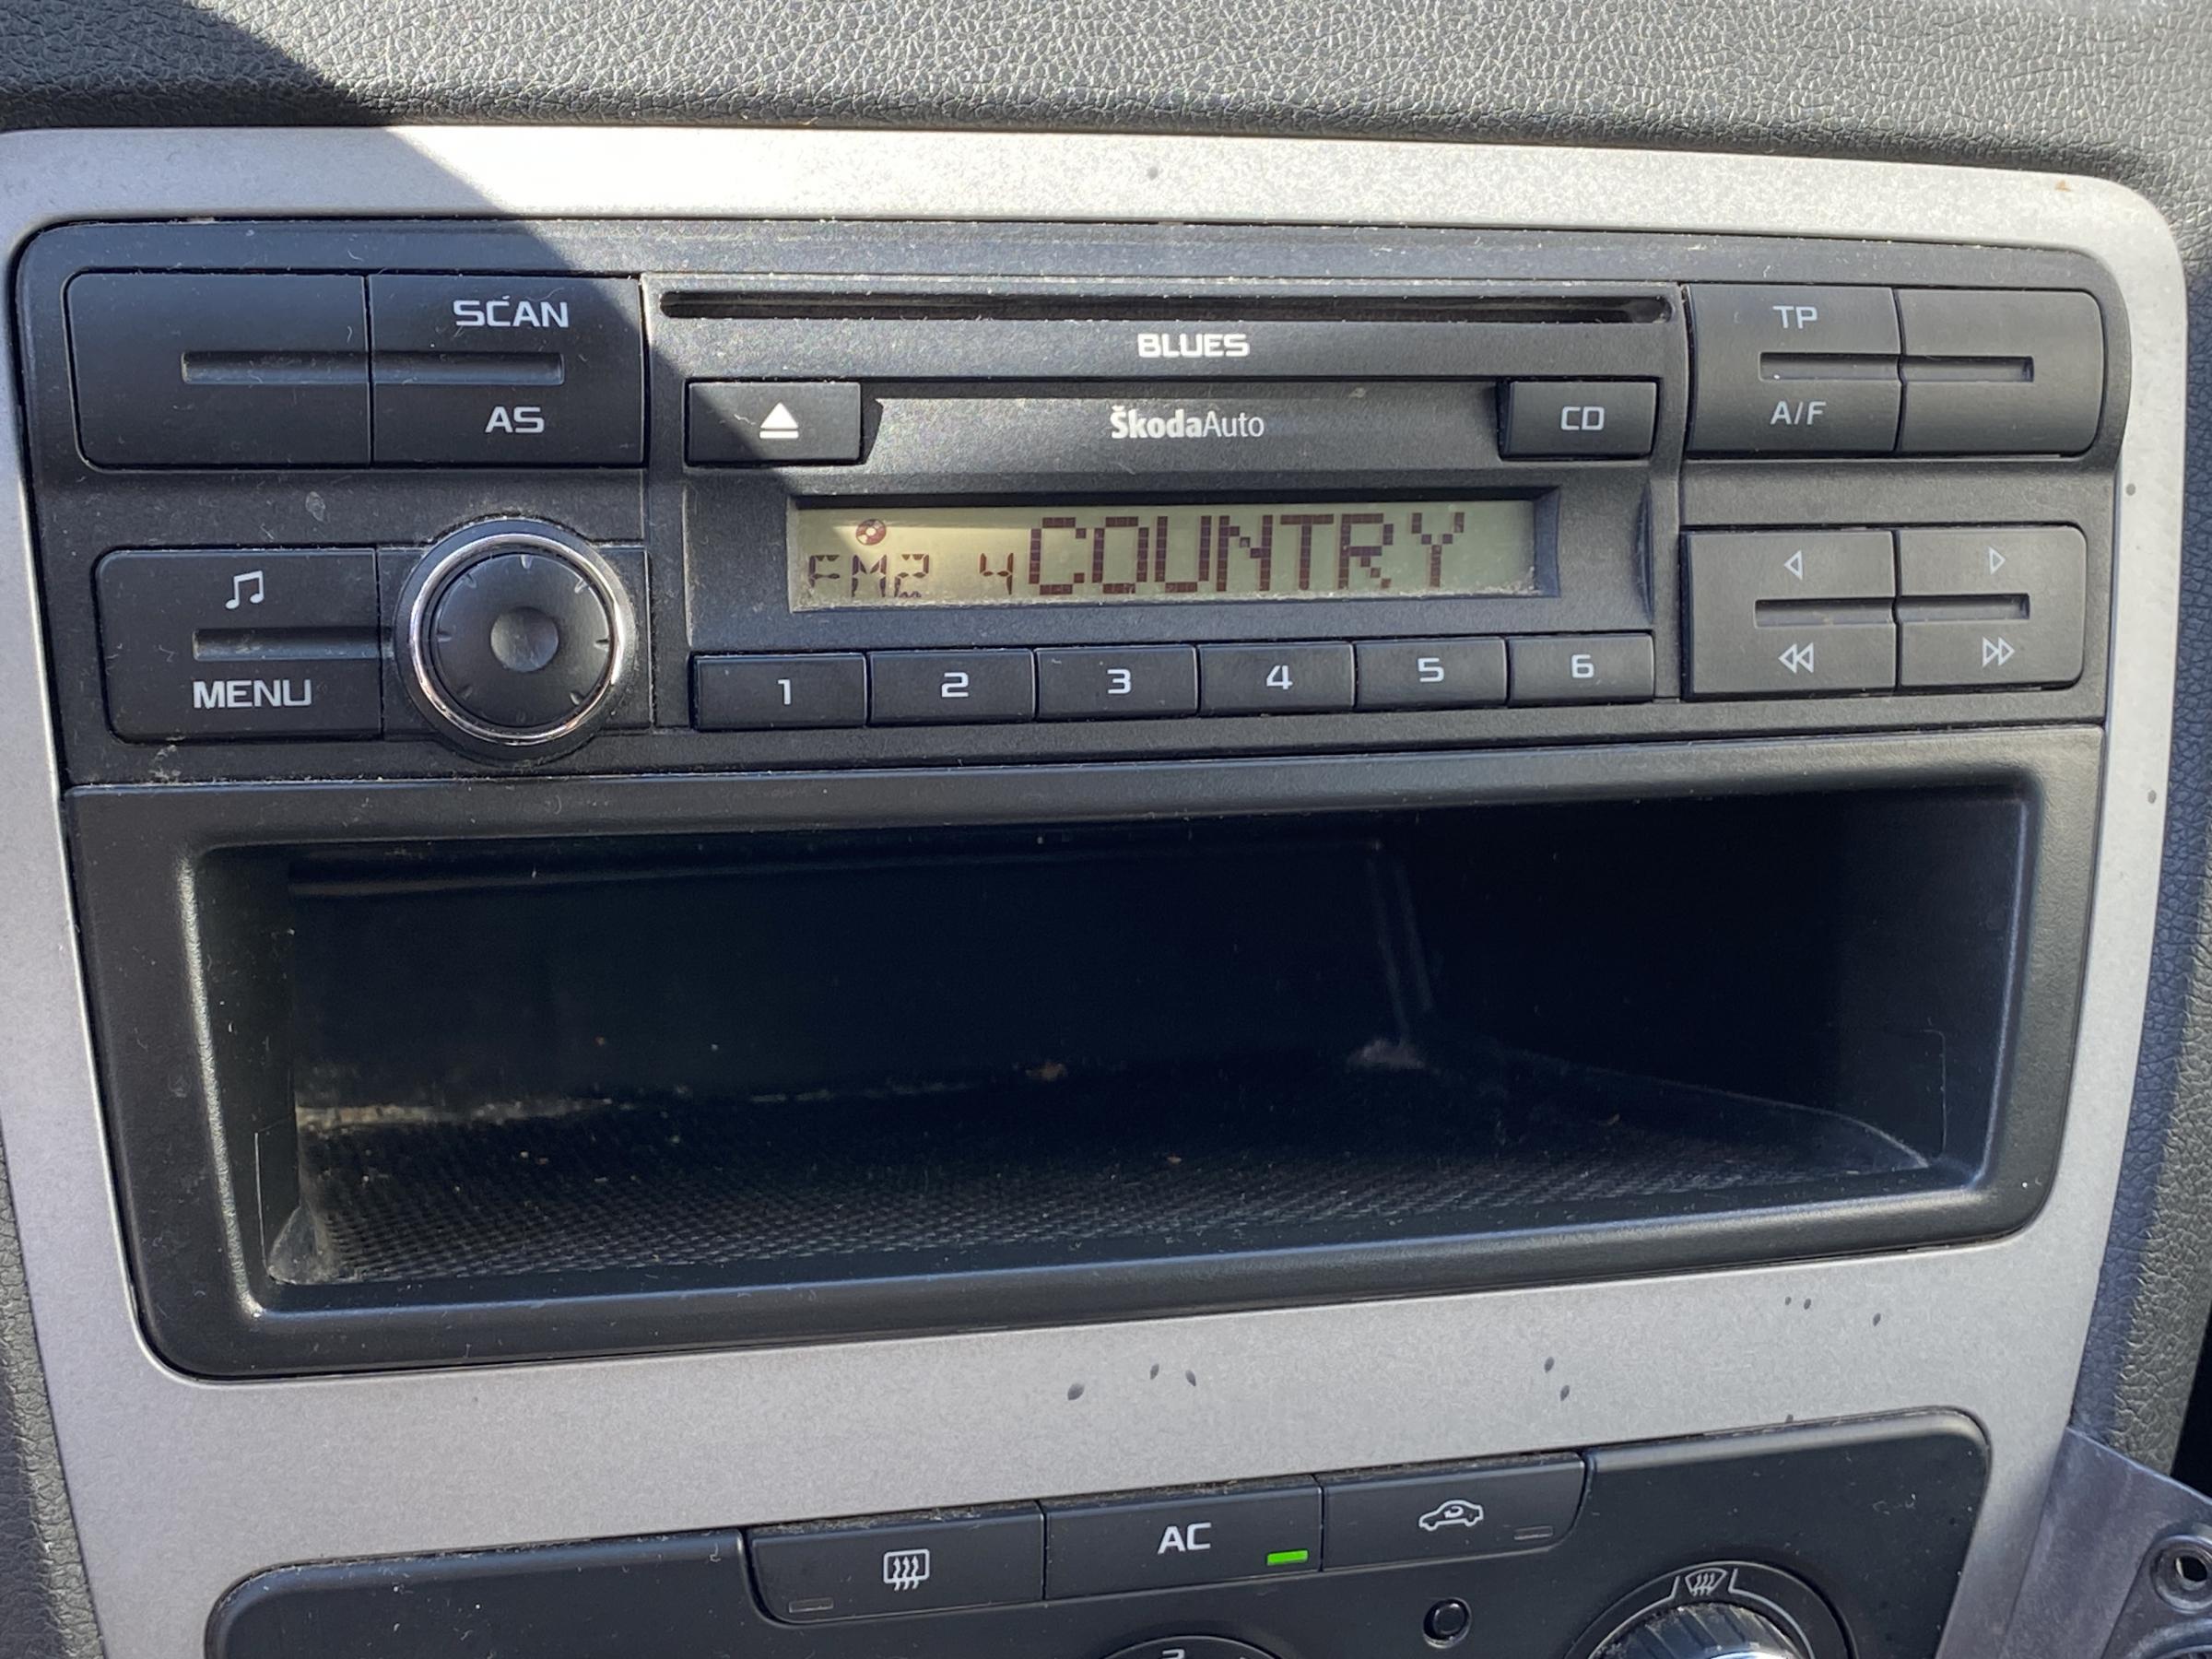 SCAN
AS
BLUES
ŠkodaAuto
CD
TP
A/F
FM2 4 COUNTRY
MENU
1 2 3 4 5 6
AC